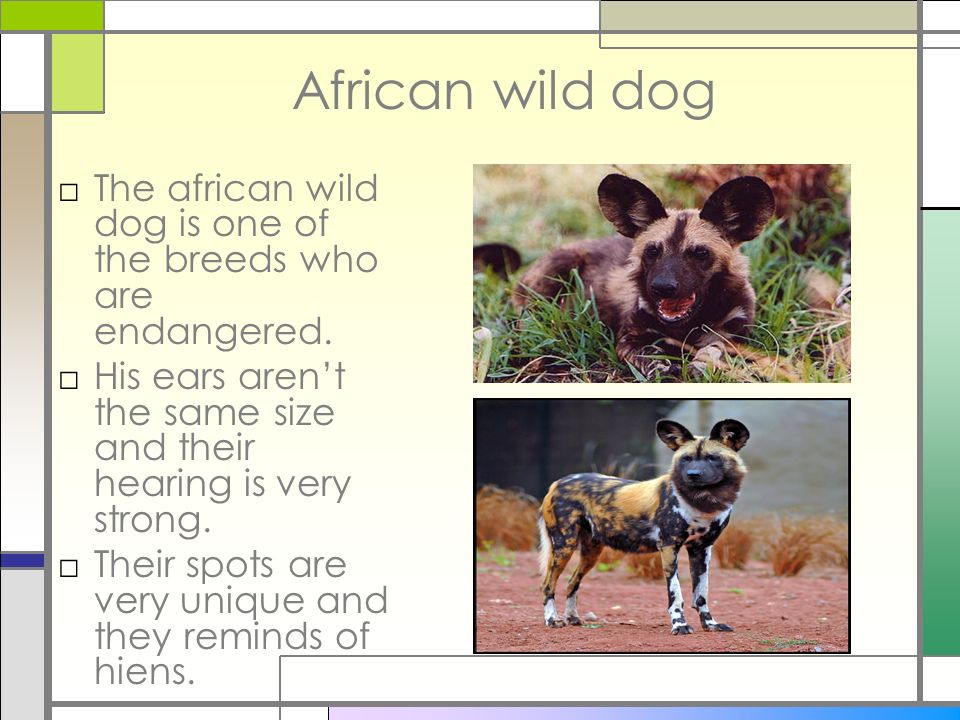 African wild dog
□ The african wild
dog is one of
the breeds who
are
endangered.
□ His ears aren’t
the same size
and their
hearing is very
strong.
□ Their spots are
very unique and
they reminds of
hiens.